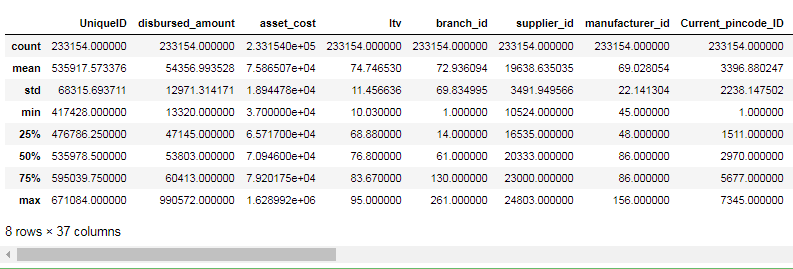 UniqueID disbursed_amount asset_cost ltv branch_id supplier_id manufacturer_id Current_pincode_ID
count 233154.000000 233154.000000 2.331540e+05 233154.000000 233154.000000 233154.000000 233154.000000 233154.000000
mean 535917.573376 54356.993528 7.586507e+04 74.746530 72.936094 19638.635035 69.028054 3396.880247
std 68315.693711 12971.314171 1.894478e+04 11.456636 69.834995 3491.949566 22.141304 2238.147502
min 417428.000000 13320.000000 3.700000e+04 10.030000 1.000000 10524.000000 45.000000 1.000000
25% 476786.250000 47145.000000 6.571700e+04 68.880000 14.000000 16535.000000 48.000000 1511.000000
50% 535978.500000 53803.000000 7.094600e+04 76.800000 61.000000 20333.000000 86.000000 2970.000000
75% 595039.750000 60413.000000 7.920175e+04 83.670000 130.000000 23000.000000 86.000000 5677.000000
max 671084.000000 990572.000000 1.628992e+06 95.000000 261.000000 24803.000000 156.000000 7345.000000
8 rows × 37 columns